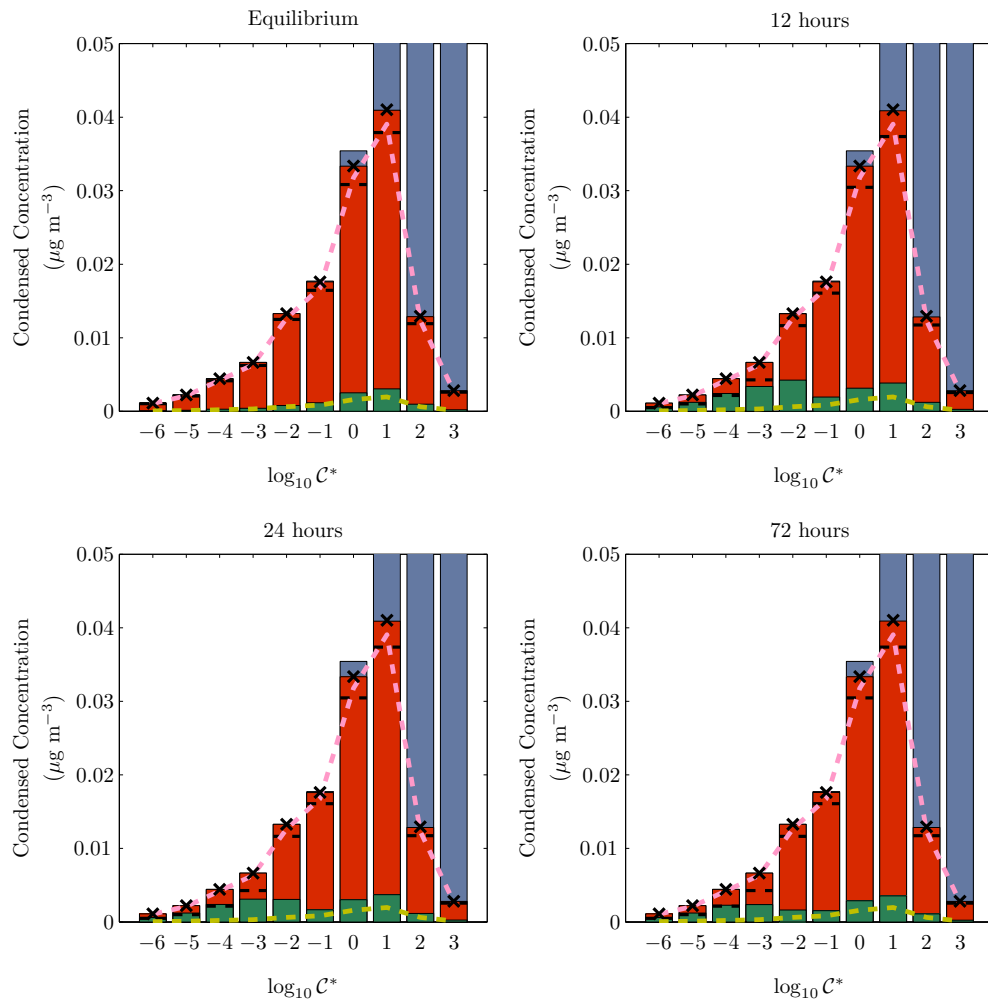 Equilibrium
0.05
0.04
0.03
0.02
0.01
0
Condensed Concentration
(μg m⁻³)
−6 −5 −4 −3 −2 −1 0 1 2 3
log₁₀ C*
12 hours
0.05
0.04
0.03
0.02
0.01
0
Condensed Concentration
(μg m⁻³)
−6 −5 −4 −3 −2 −1 0 1 2 3
log₁₀ C*
24 hours
0.05
0.04
0.03
0.02
0.01
0
Condensed Concentration
(μg m⁻³)
−6 −5 −4 −3 −2 −1 0 1 2 3
log₁₀ C*
72 hours
0.05
0.04
0.03
0.02
0.01
0
Condensed Concentration
(μg m⁻³)
−6 −5 −4 −3 −2 −1 0 1 2 3
log₁₀ C*